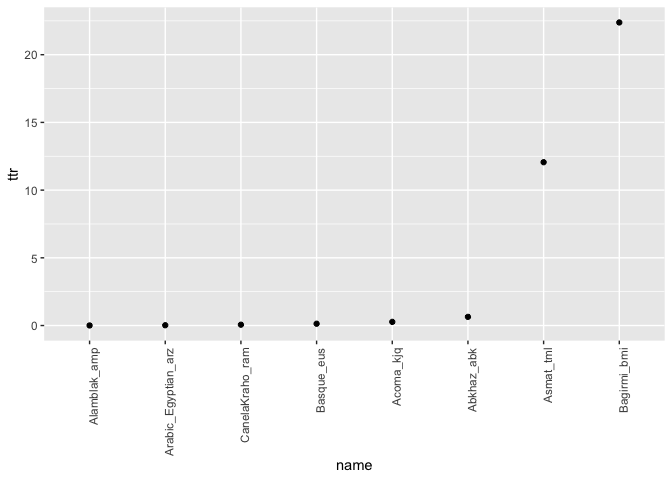 20
15
ttr
10
5
0
Alamblak_amp
Arabic_Egyptian_arz
CanelaKraho_ram
Basque_eus
Acoma_kjq
Abkhaz_abk
Asmat_tml
Bagirmi_bmi
name